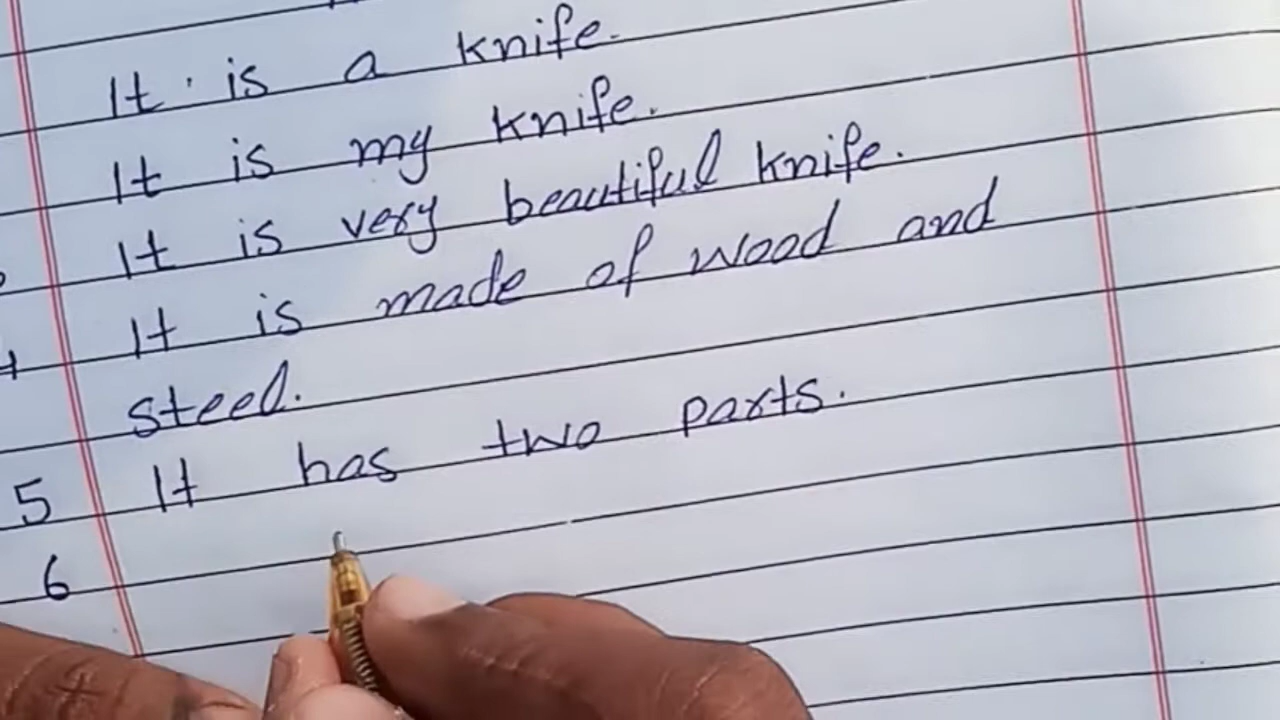 It is a knife.
It is my knife.
It is very beautiful knife.
4 It is made of wood and
steel.
5 It has two parts.
6